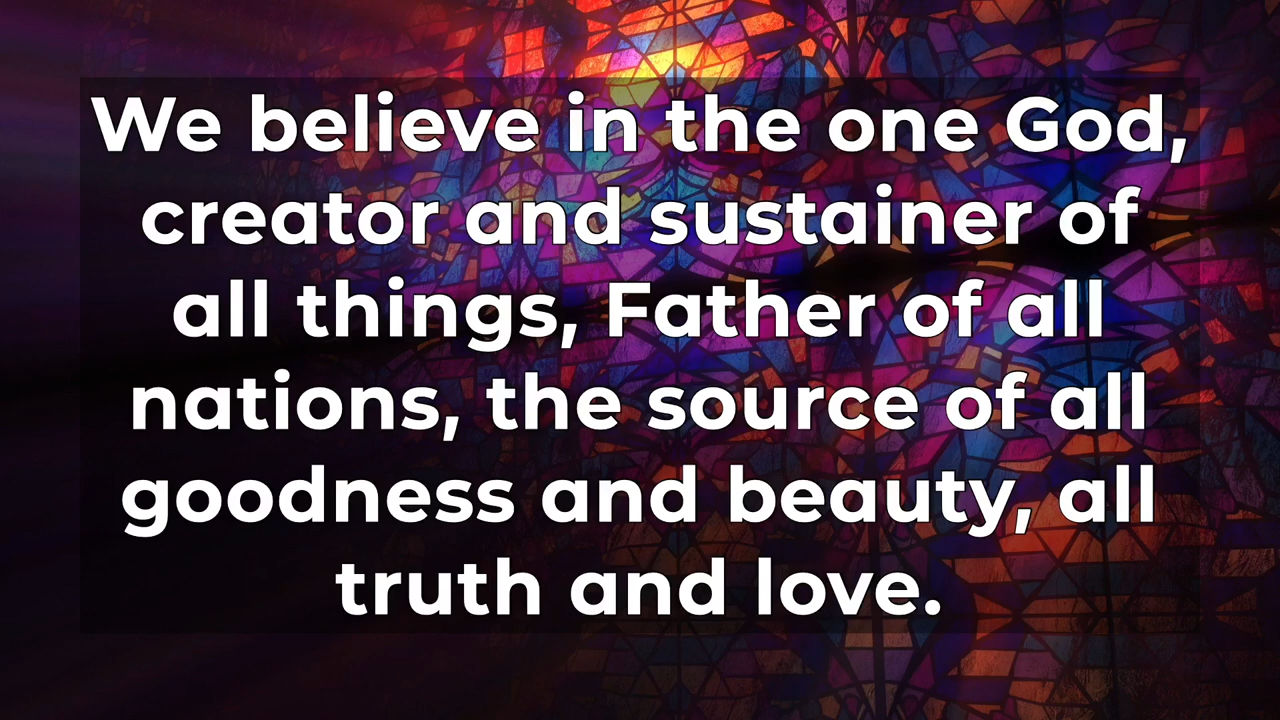 We believe in the one God,
creator and sustainer of
all things, Father of all
nations, the source of all
goodness and beauty, all
truth and love.